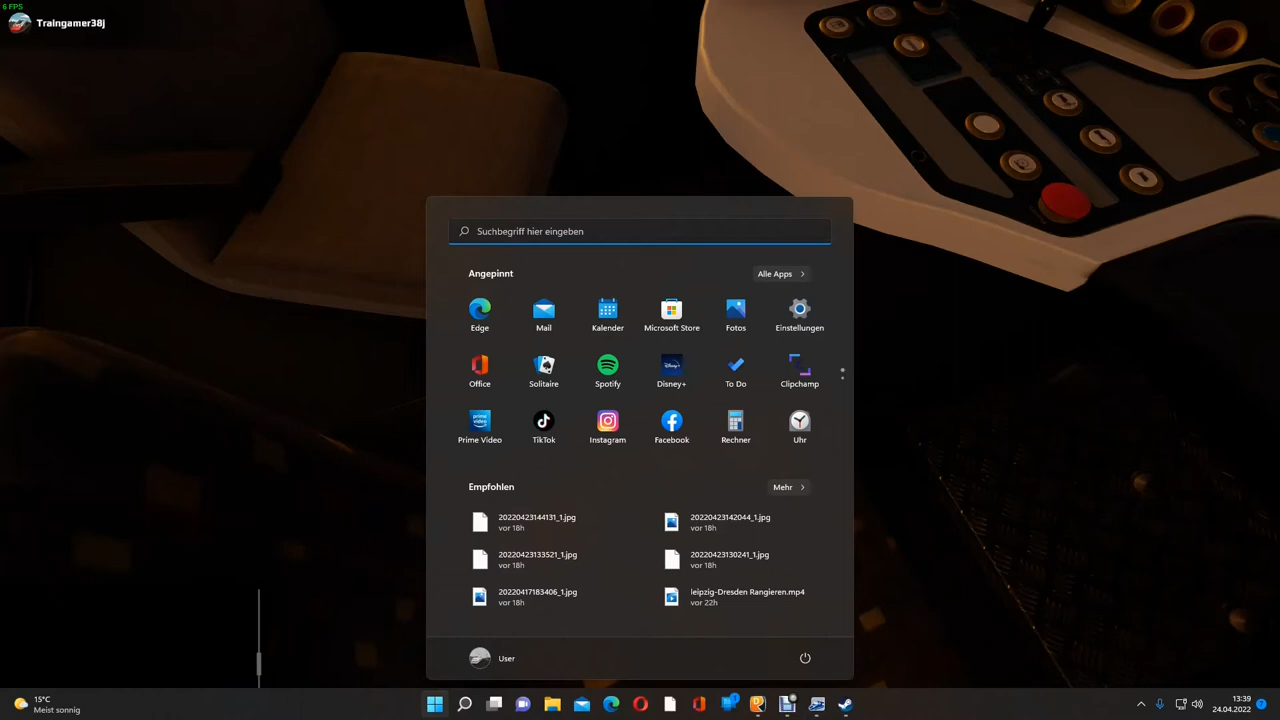 6 FPS
Traingamer38j
Suchbegriff hier eingeben
Angepinnt
Alle Apps
Edge
Mail
Kalender
Microsoft Store
Fotos
Einstellungen
Office
Solitaire
Spotify
Disney+
To Do
Clipchamp
Prime Video
TikTok
Instagram
Facebook
Rechner
Uhr
Empfohlen
Mehr
20220423144131_1.jpg
vor 18h
20220423142044_1.jpg
vor 18h
20220423133521_1.jpg
vor 18h
20220423130241_1.jpg
vor 18h
20220417183406_1.jpg
vor 18h
leipzig-Dresden Rangieren.mp4
vor 22h
User
15°C
Meist sonnig
13:39
24.04.2022